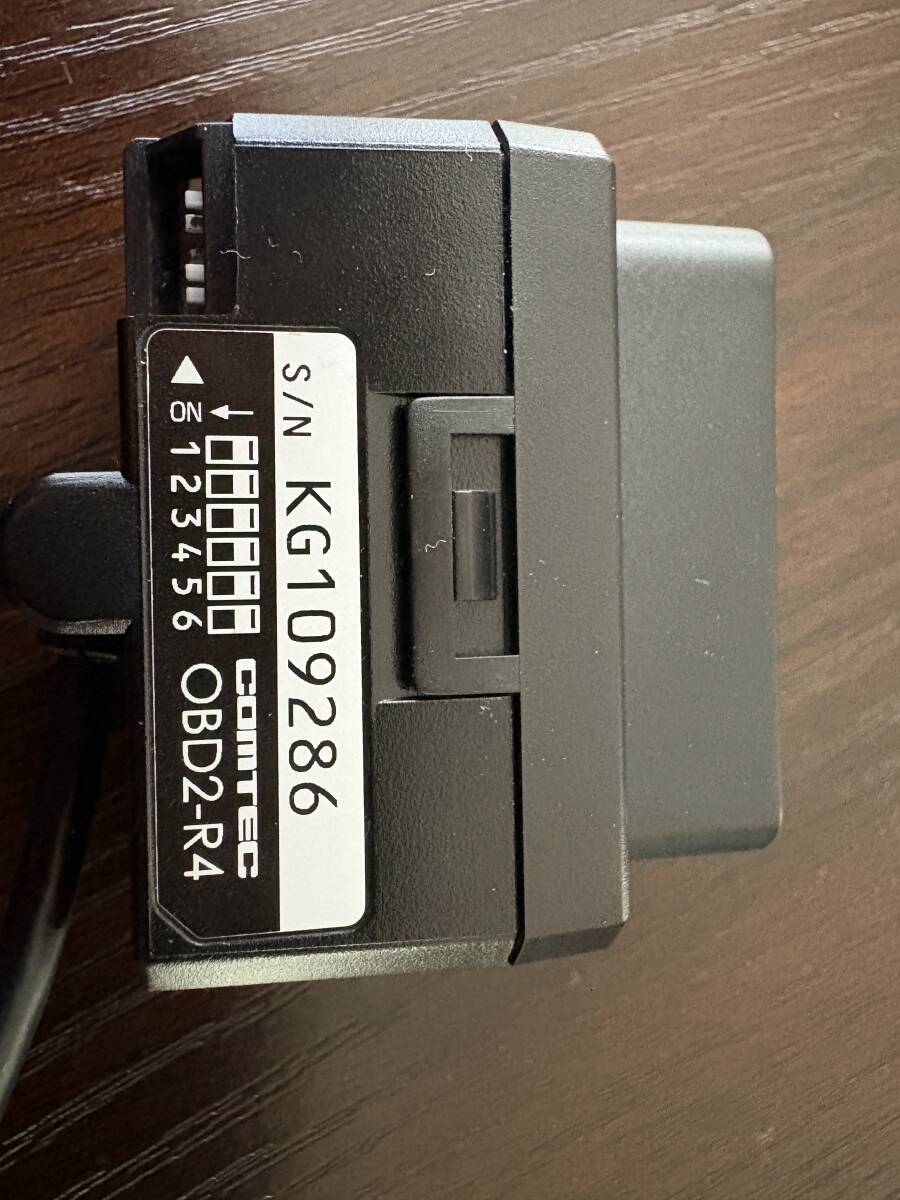 S/N KG109286
ON
1 2 3 4 5 6
COMTEC
OBD2-R4